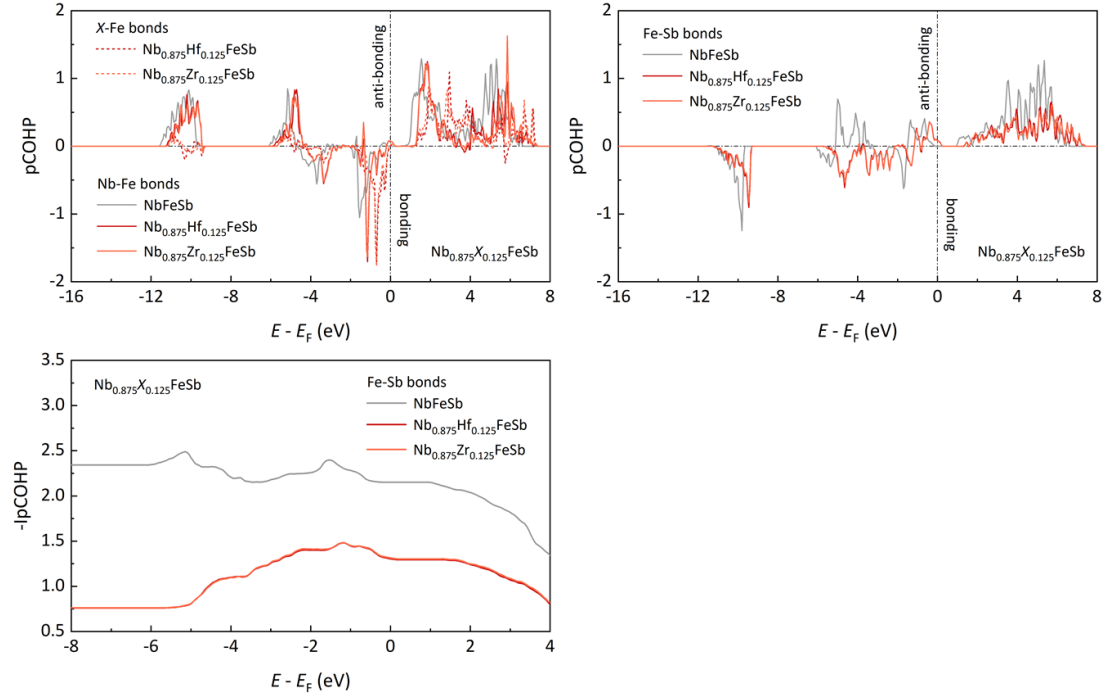 X-Fe bonds
Nb0.875Hf0.125FeSb
Nb0.875Zr0.125FeSb
Nb-Fe bonds
NbFeSb
Nb0.875Hf0.125FeSb
Nb0.875Zr0.125FeSb
anti-bonding
bonding
Nb0.875X0.125FeSb
pCOHP
2
1
0
-1
-2
-16
-12
-8
-4
0
4
8
E - EF (eV)
Fe-Sb bonds
NbFeSb
Nb0.875Hf0.125FeSb
Nb0.875Zr0.125FeSb
anti-bonding
bonding
Nb0.875X0.125FeSb
pCOHP
2
1
0
-1
-2
-16
-12
-8
-4
0
4
8
E - EF (eV)
Nb0.875X0.125FeSb
Fe-Sb bonds
NbFeSb
Nb0.875Hf0.125FeSb
Nb0.875Zr0.125FeSb
-IpCOHP
3.5
3.0
2.5
2.0
1.5
1.0
0.5
-8
-6
-4
-2
0
2
4
E - EF (eV)